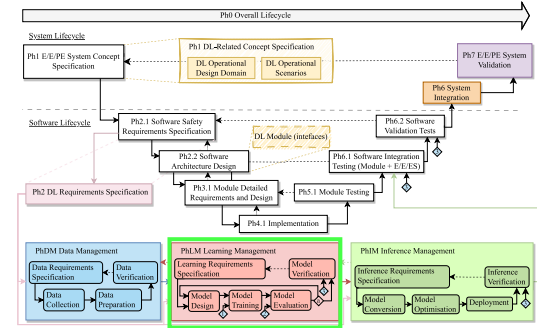 Ph0 Overall Lifecycle
System Lifecycle
Ph1 E/E/PE System Concept
Specification
Ph1 DL-Related Concept Specification
DL Operational
Design Domain
DL Operational
Scenarios
Ph7 E/E/PE System
Validation
Ph6 System
Integration
Software Lifecycle
Ph2.1 Software Safety
Requirements Specification
Ph6.2 Software
Validation Tests
DL Module (intefaces)
Ph2.2 Software
Architecture Design
Ph6.1 Software Integration
Testing (Module + E/E/ES)
Ph2 DL Requirements Specification
Ph3.1 Module Detailed
Requirements and Design
Ph5.1 Module Testing
Ph4.1 Implementation
PhDM Data Management
Data Requirements
Specification
Data
Verification
Data
Collection
Data
Preparation
PhLM Learning Management
Learning Requirements
Specification
Model
Verification
Model
Design
Model
Training
Model
Evaluation
PhIM Inference Management
Inference Requirements
Specification
Inference
Verification
Model
Conversion
Model
Optimisation
Deployment